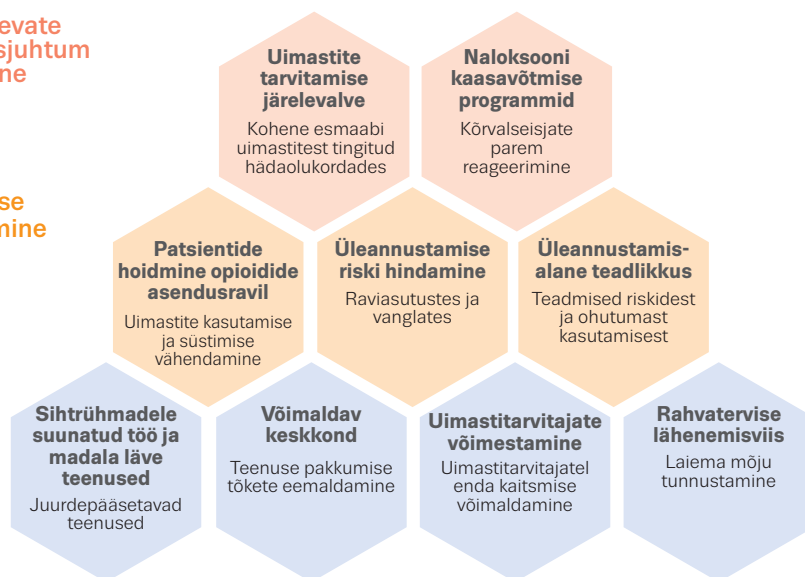 evate
sjuhtum
ne
Uimastite
tarvitamise
järelevalve
Kohene esmaabi
uimastitest tingitud
hädaolukordades
Naloksooni
kaasavõtmise
programmid
Kõrvalseisjate
parem
reageerimine
se
mine
Patsientide
hoidmine opioidide
asendusravil
Uimastite kasutamise
ja süstimise
vähendamine
Üleannustamise
riski hindamine
Raviasutustes ja
vanglates
Üleannustamis-
alane teadlikkus
Teadmised riskidest
ja ohutumast
kasutamisest
Sihtrühmadele
suunatud töö ja
madala läve
teenused
Juurdepääsetavad
teenused
Võimaldav
keskkond
Teenuse pakkumise
tõkete eemaldamine
Uimastitarvitajate
võimestamine
Uimastitarvitajatel
enda kaitsmise
võimaldamine
Rahvatervise
lähenemisviis
Laiema mõju
tunnustamine